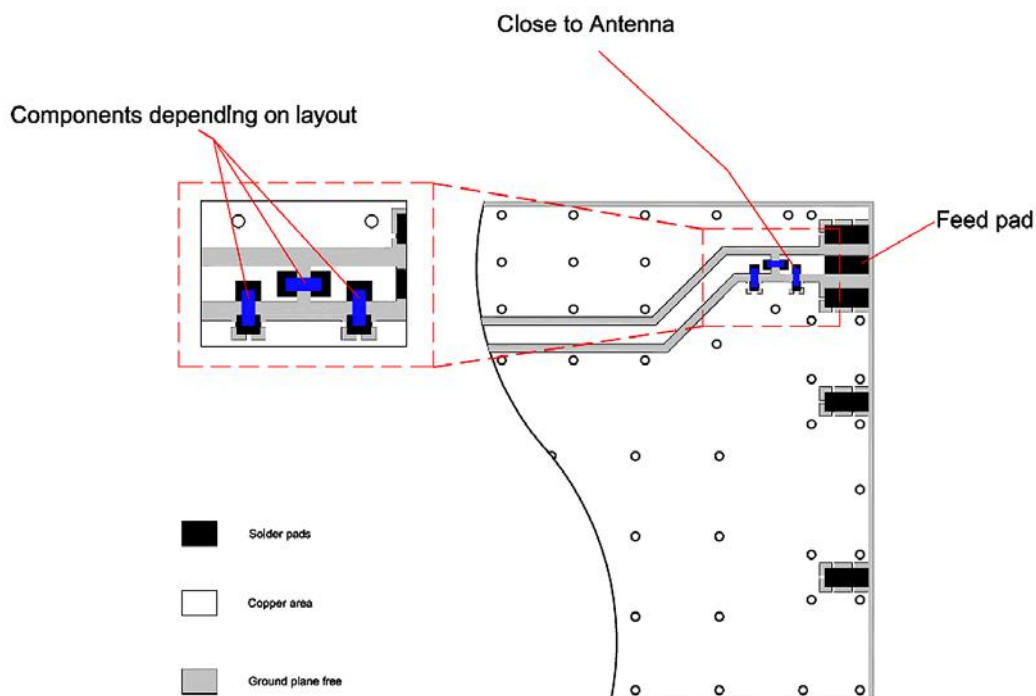 Close to Antenna
Components depending on layout
Feed pad
Solder pads
Copper area
Ground plane free